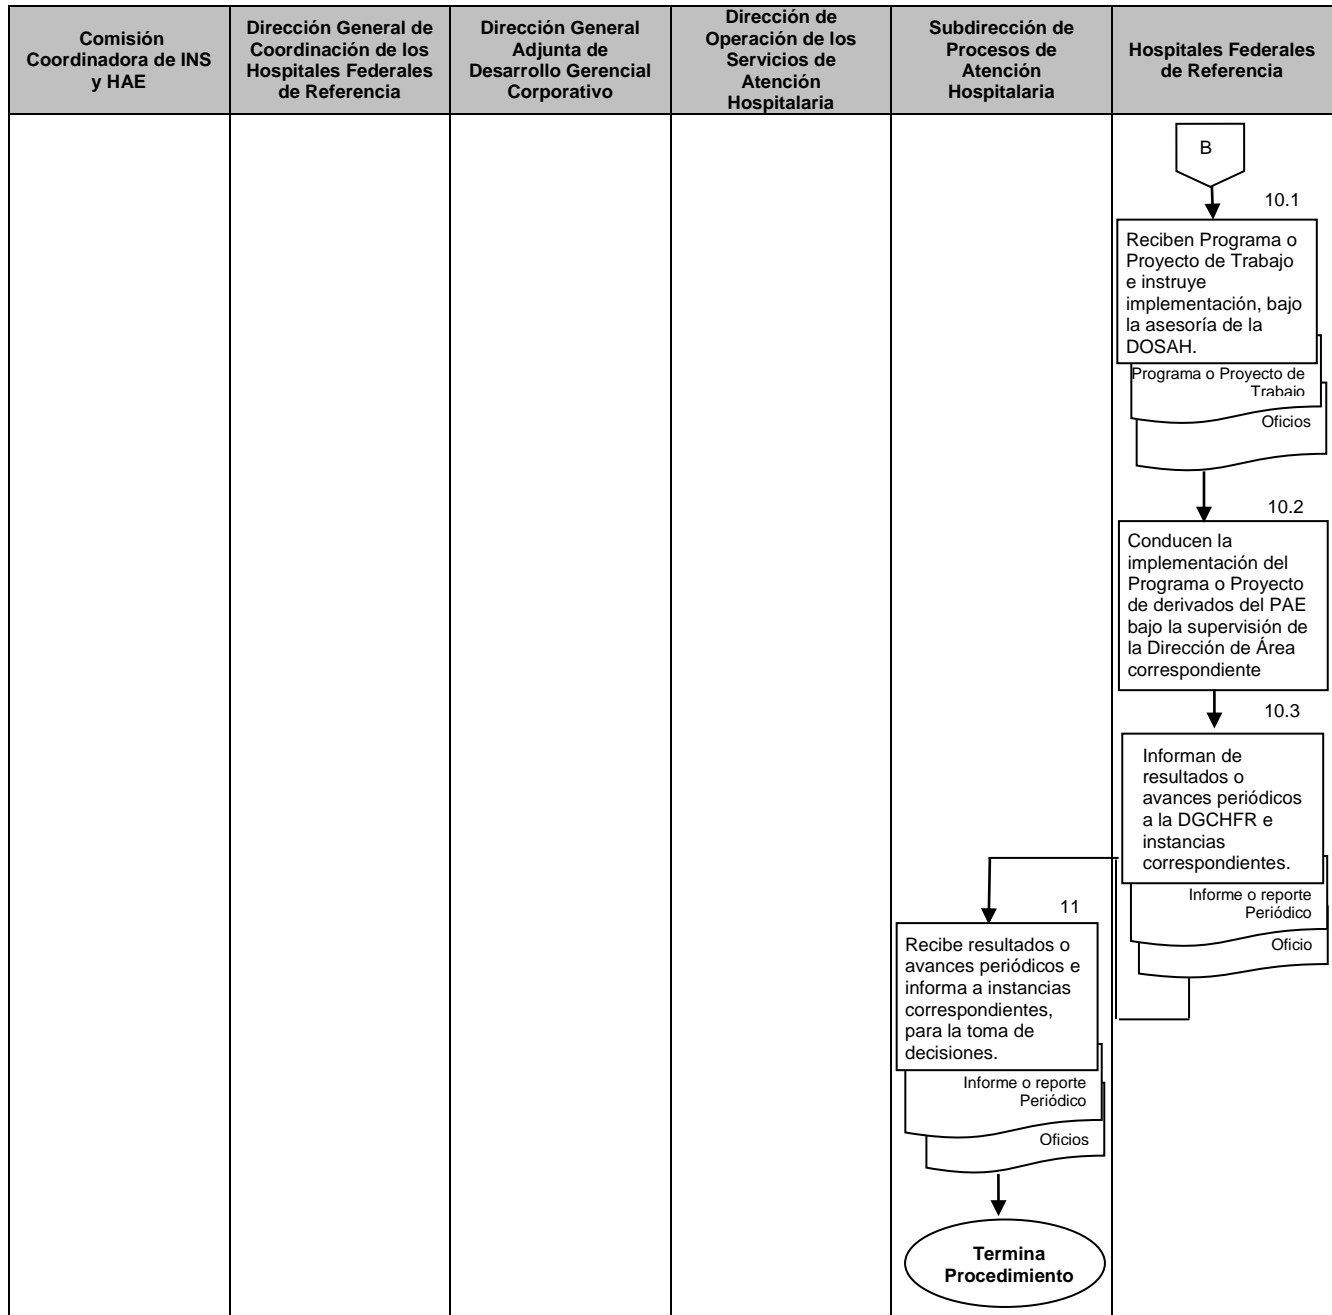 Comisión
Coordinadora de INS
y HAE
Dirección General de
Coordinación de los
Hospitales Federales
de Referencia
Dirección General
Adjunta de
Desarrollo Gerencial
Corporativo
Dirección de
Operación de los
Servicios de
Atención
Hospitalaria
Subdirección de
Procesos de
Atención
Hospitalaria
Hospitales Federales
de Referencia
B
10.1
Reciben Programa o
Proyecto de Trabajo
e instruye
implementación, bajo
la asesoría de la
DOSAH.
Programa o Proyecto de
Trabajo
Oficios
10.2
Conducen la
implementación del
Programa o Proyecto
de derivados del PAE
bajo la supervisión de
la Dirección de Área
correspondiente
10.3
Informan de
resultados o
avances periódicos
a la DGCHFR e
instancias
correspondientes.
Informe o reporte
Periódico
Oficio
11
Recibe resultados o
avances periódicos e
informa a instancias
correspondientes,
para la toma de
decisiones.
Informe o reporte
Periódico
Oficios
Termina
Procedimiento